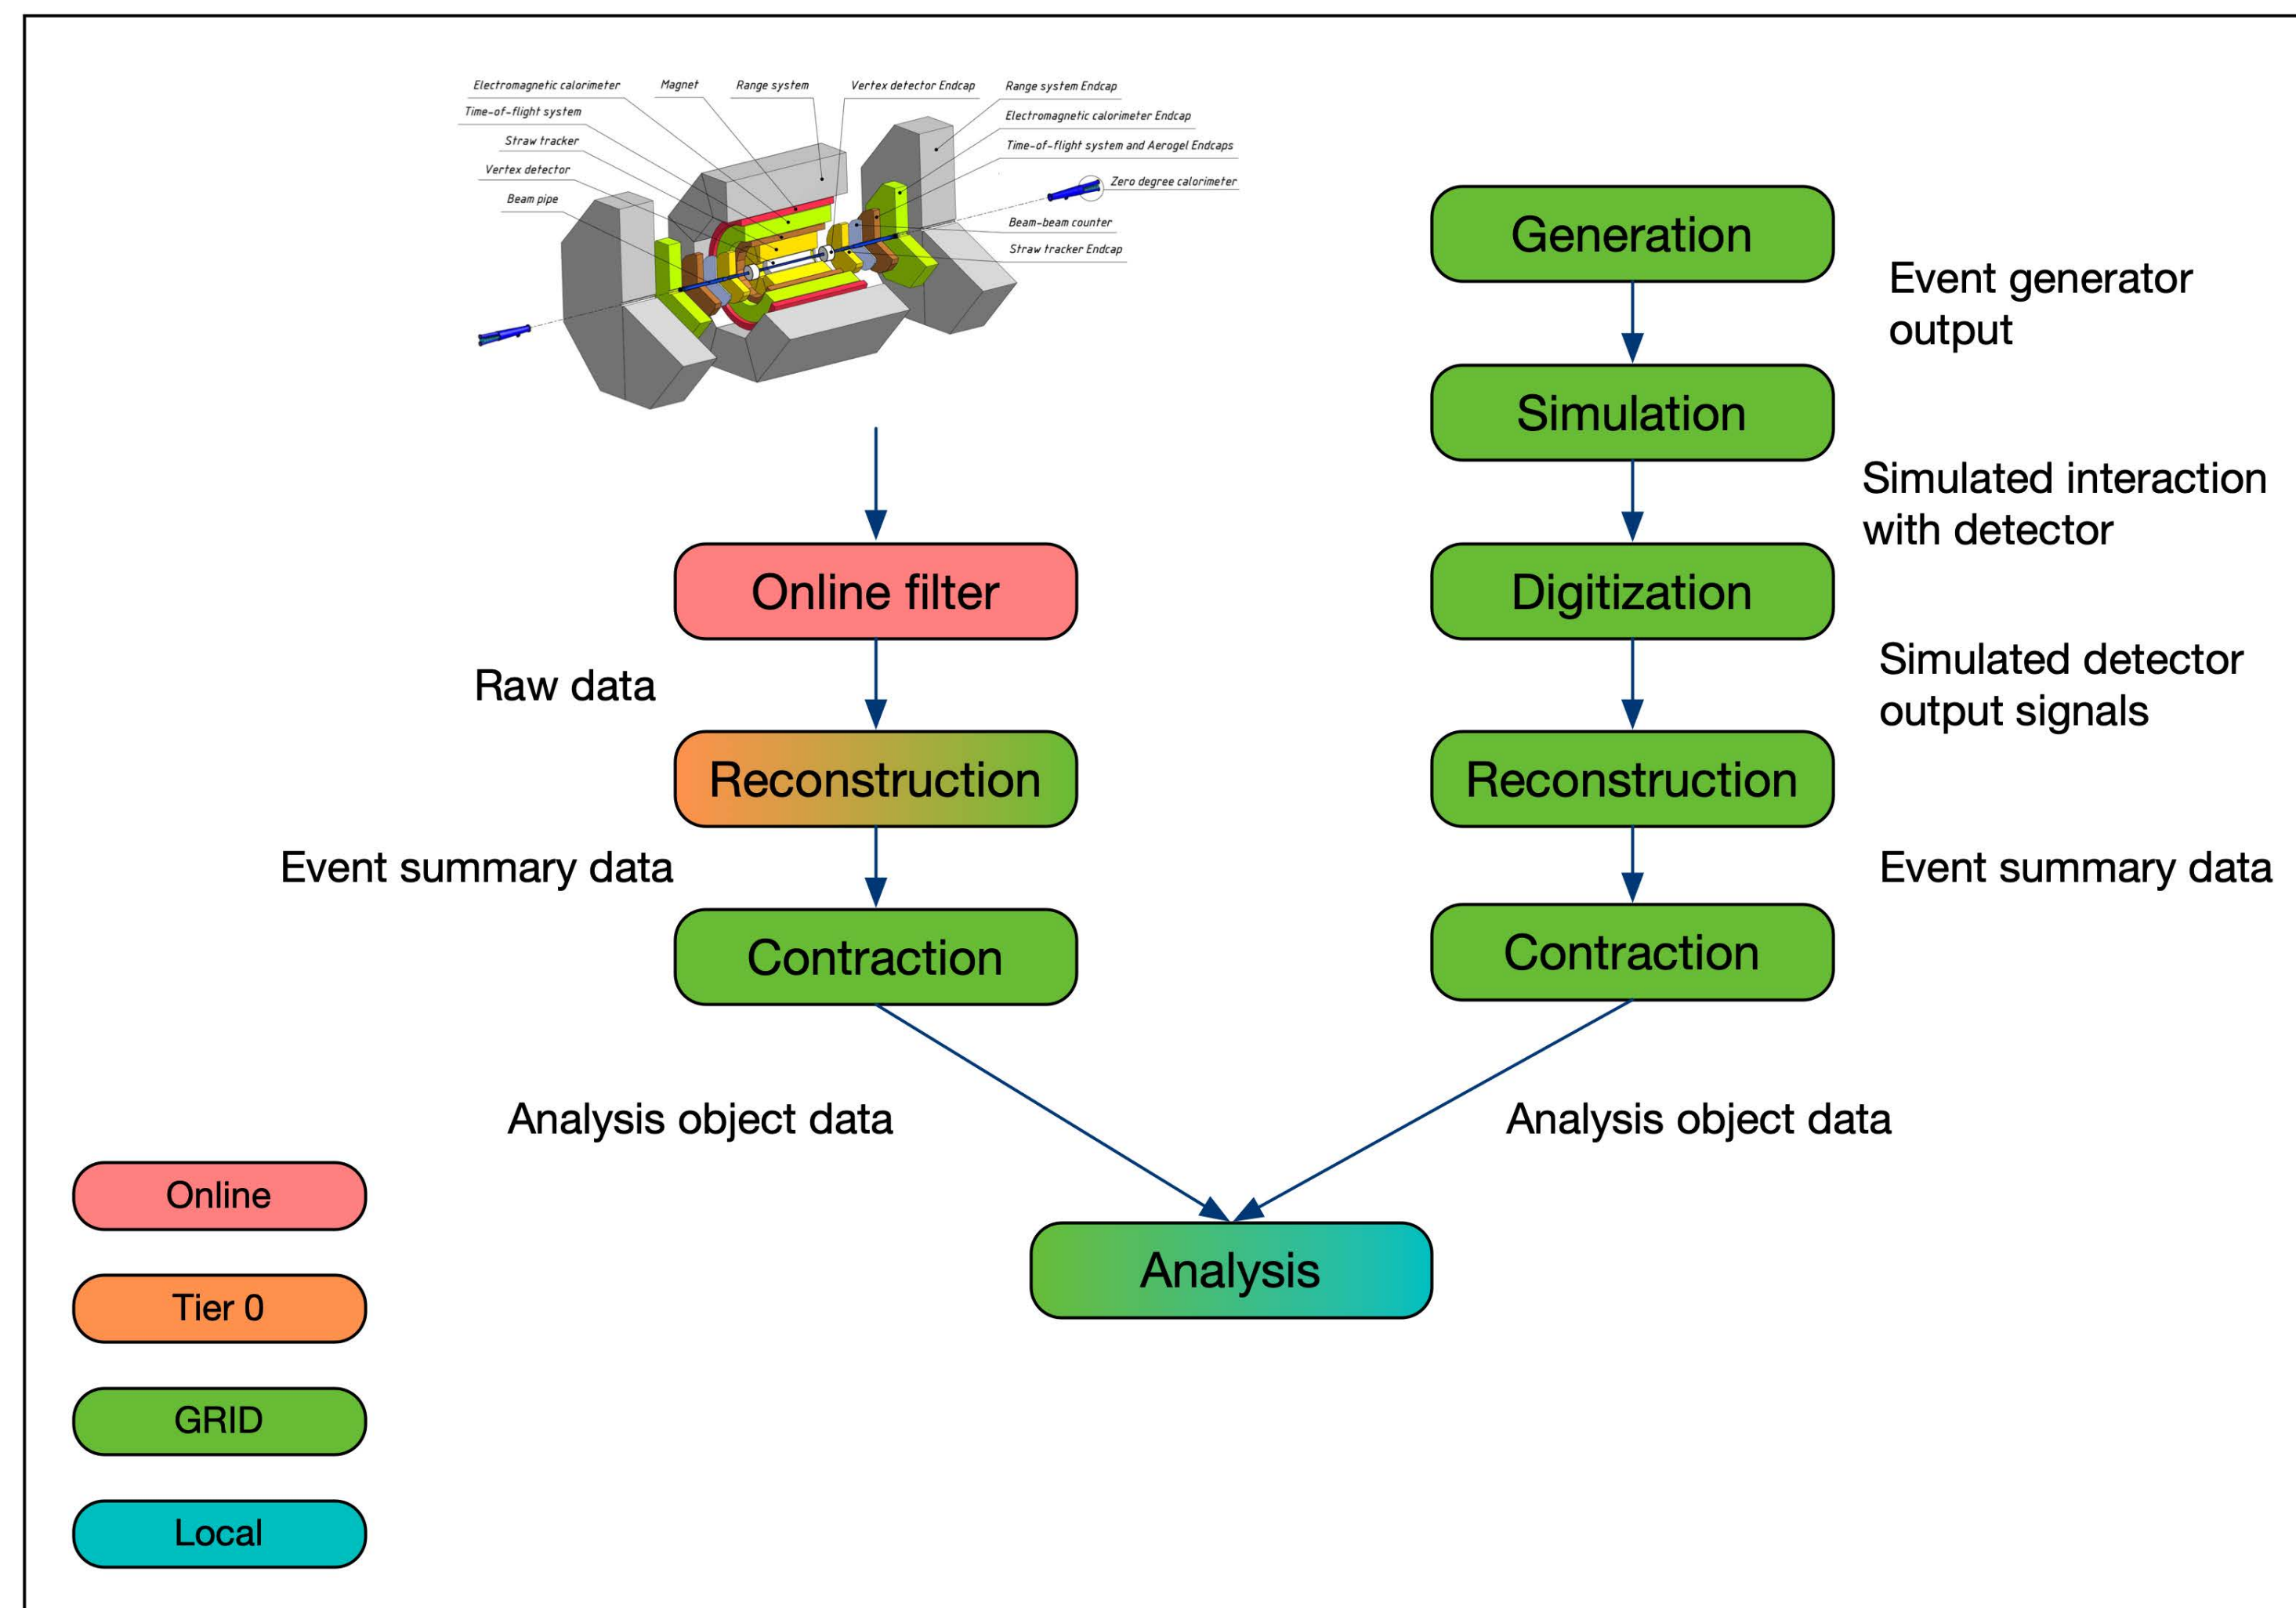 Electromagnetic calorimeter
Magnet
Range system
Vertex detector Endcap
Range system Endcap
Time-of-flight system
Electromagnetic calorimeter Endcap
Straw tracker
Time-of-flight system and Aerogel Endcaps
Vertex detector
Zero degree calorimeter
Beam pipe
Beam-beam counter
Straw tracker Endcap
Generation
Event generator
output
Simulation
Simulated interaction
with detector
Online filter
Digitization
Raw data
Simulated detector
output signals
Reconstruction
Reconstruction
Event summary data
Event summary data
Contraction
Contraction
Analysis object data
Analysis object data
Online
Analysis
Tier 0
GRID
Local